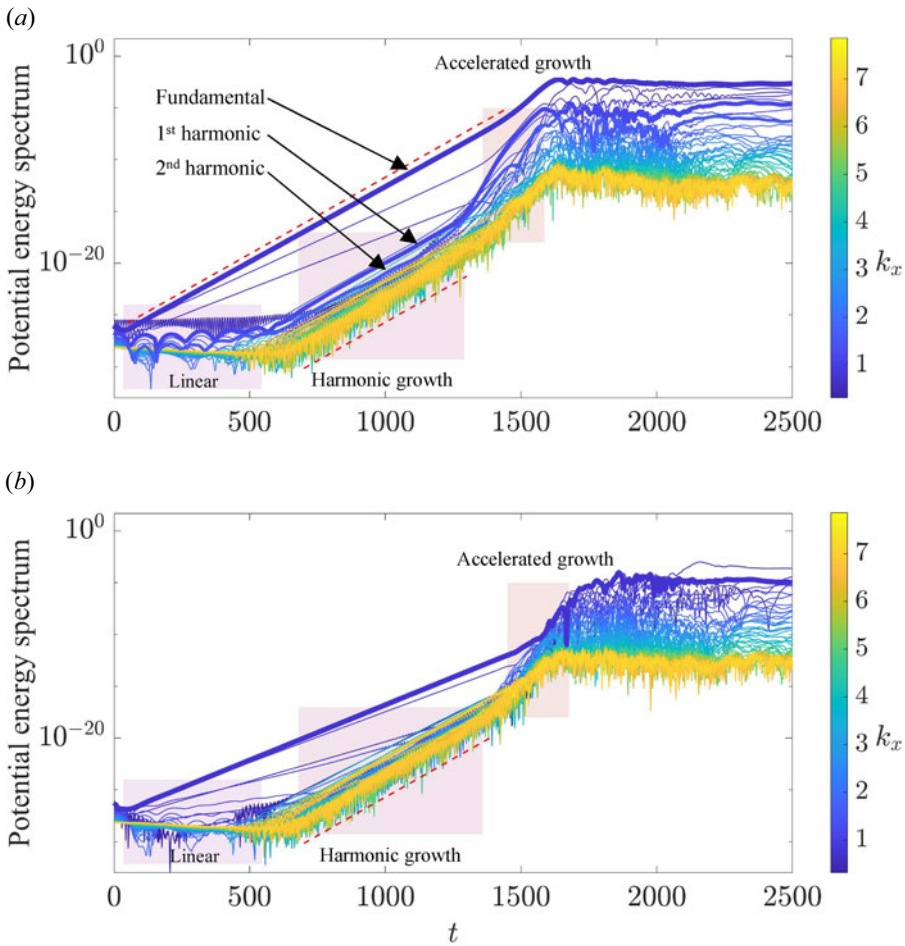 (a)
10^0
Accelerated growth
Fundamental
1st harmonic
2nd harmonic
10^-20
Potential energy spectrum
Linear
Harmonic growth
0 500 1000 1500 2000 2500
7
6
5
4
3
2
1
k_x
(b)
10^0
Accelerated growth
10^-20
Potential energy spectrum
Linear
Harmonic growth
0 500 1000 1500 2000 2500
t
7
6
5
4
3
2
1
k_x